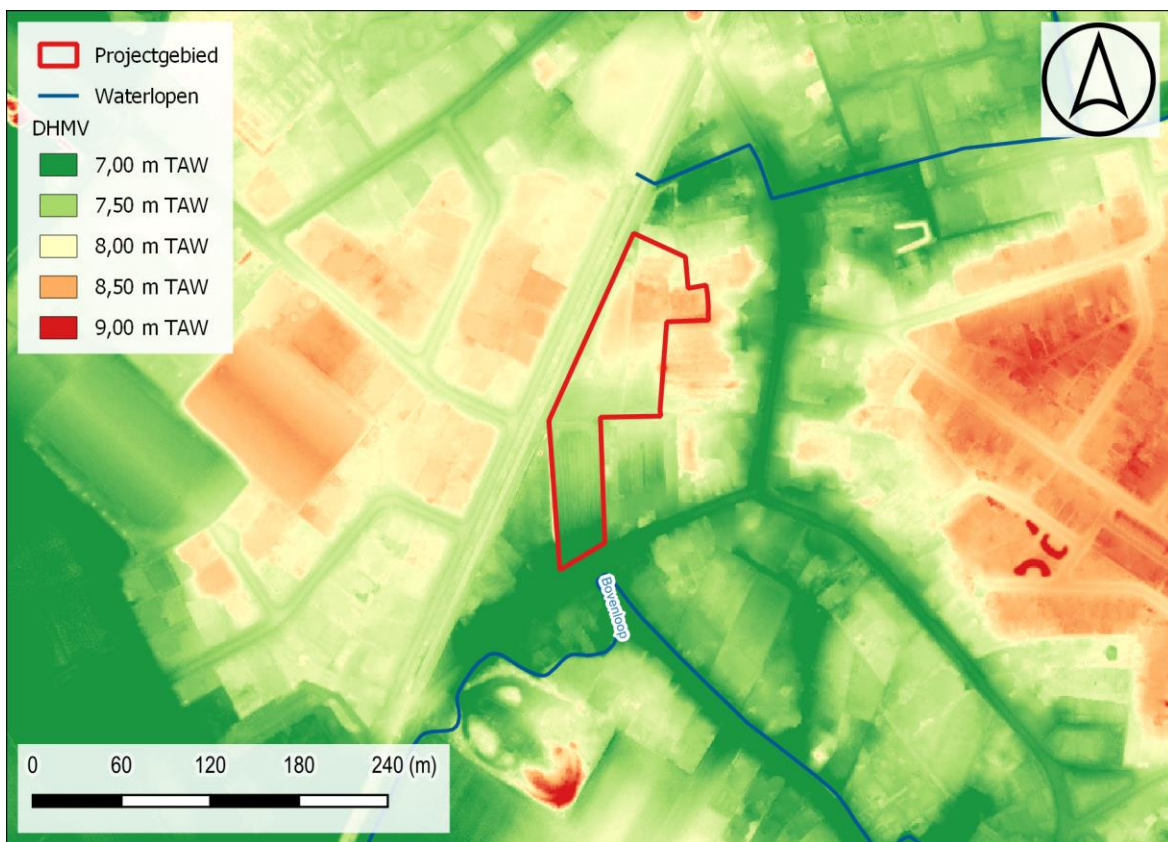 Projectgebied
Waterlopen
DHMV
7,00 m TAW
7,50 m TAW
8,00 m TAW
8,50 m TAW
9,00 m TAW
Bovenloop
0 60 120 180 240 (m)